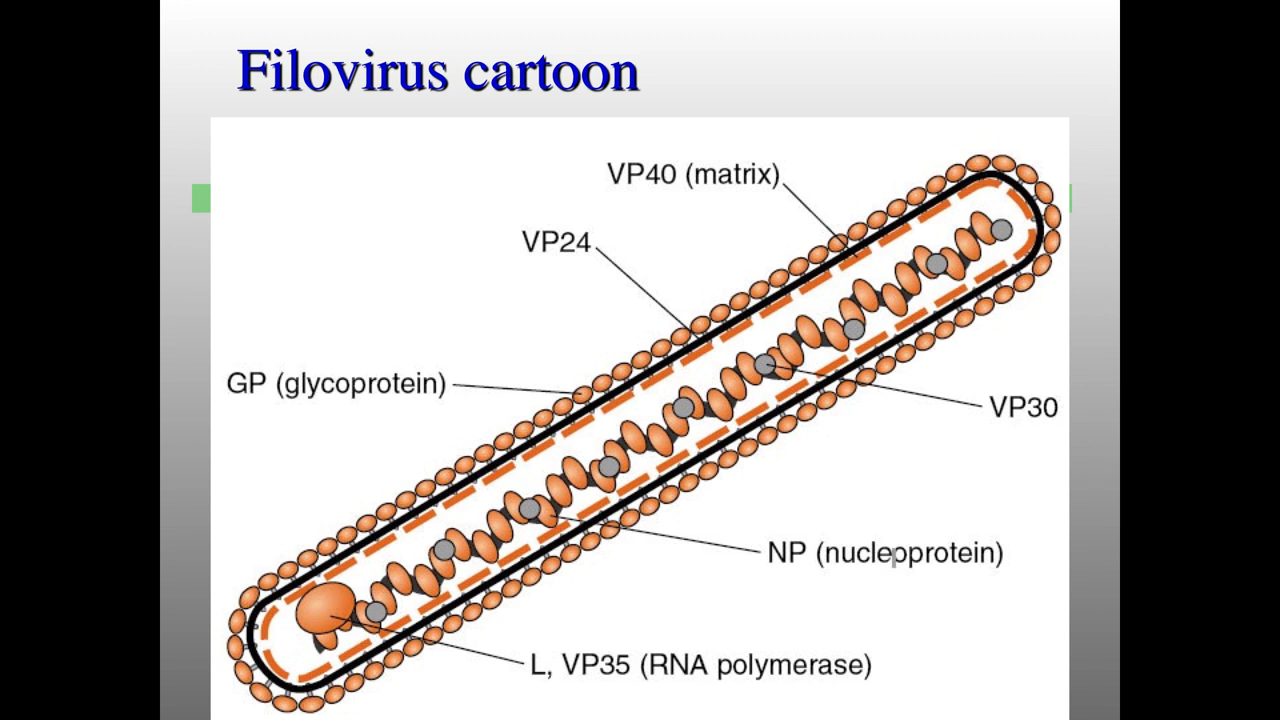 Filovirus cartoon
VP40 (matrix)
VP24
GP (glycoprotein)
VP30
NP (nucleoprotein)
L, VP35 (RNA polymerase)